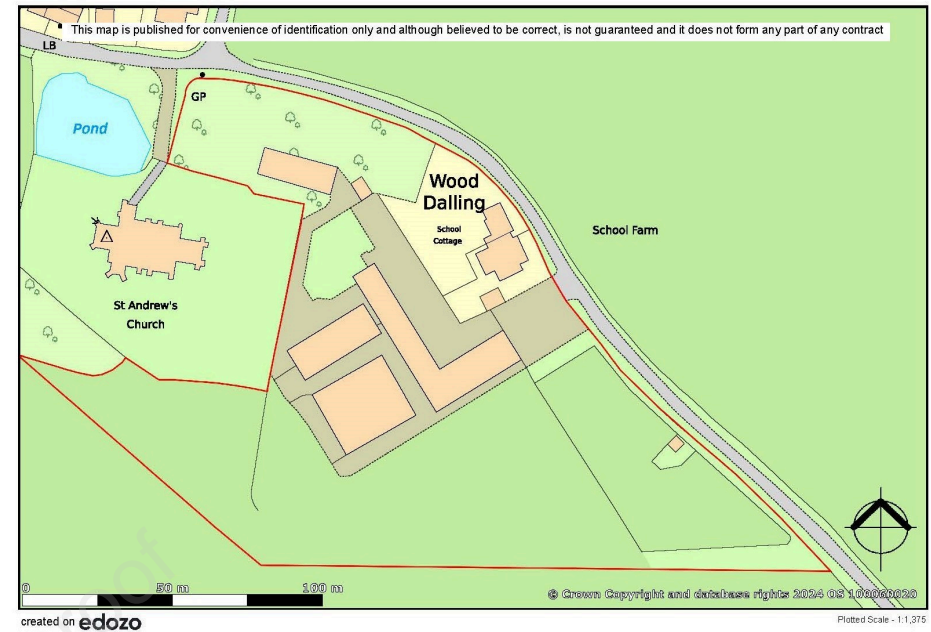 This map is published for convenience of identification only and although believed to be correct, is not guaranteed and it does not form any part of any contract
LB
GP
Pond
Wood
Dalling
School
Cottage
School Farm
St Andrew's
Church
0 50 m 100 m
© Crown Copyright and database rights 2024 OS 100060020
created on edozo
Plotted Scale - 1:1,375